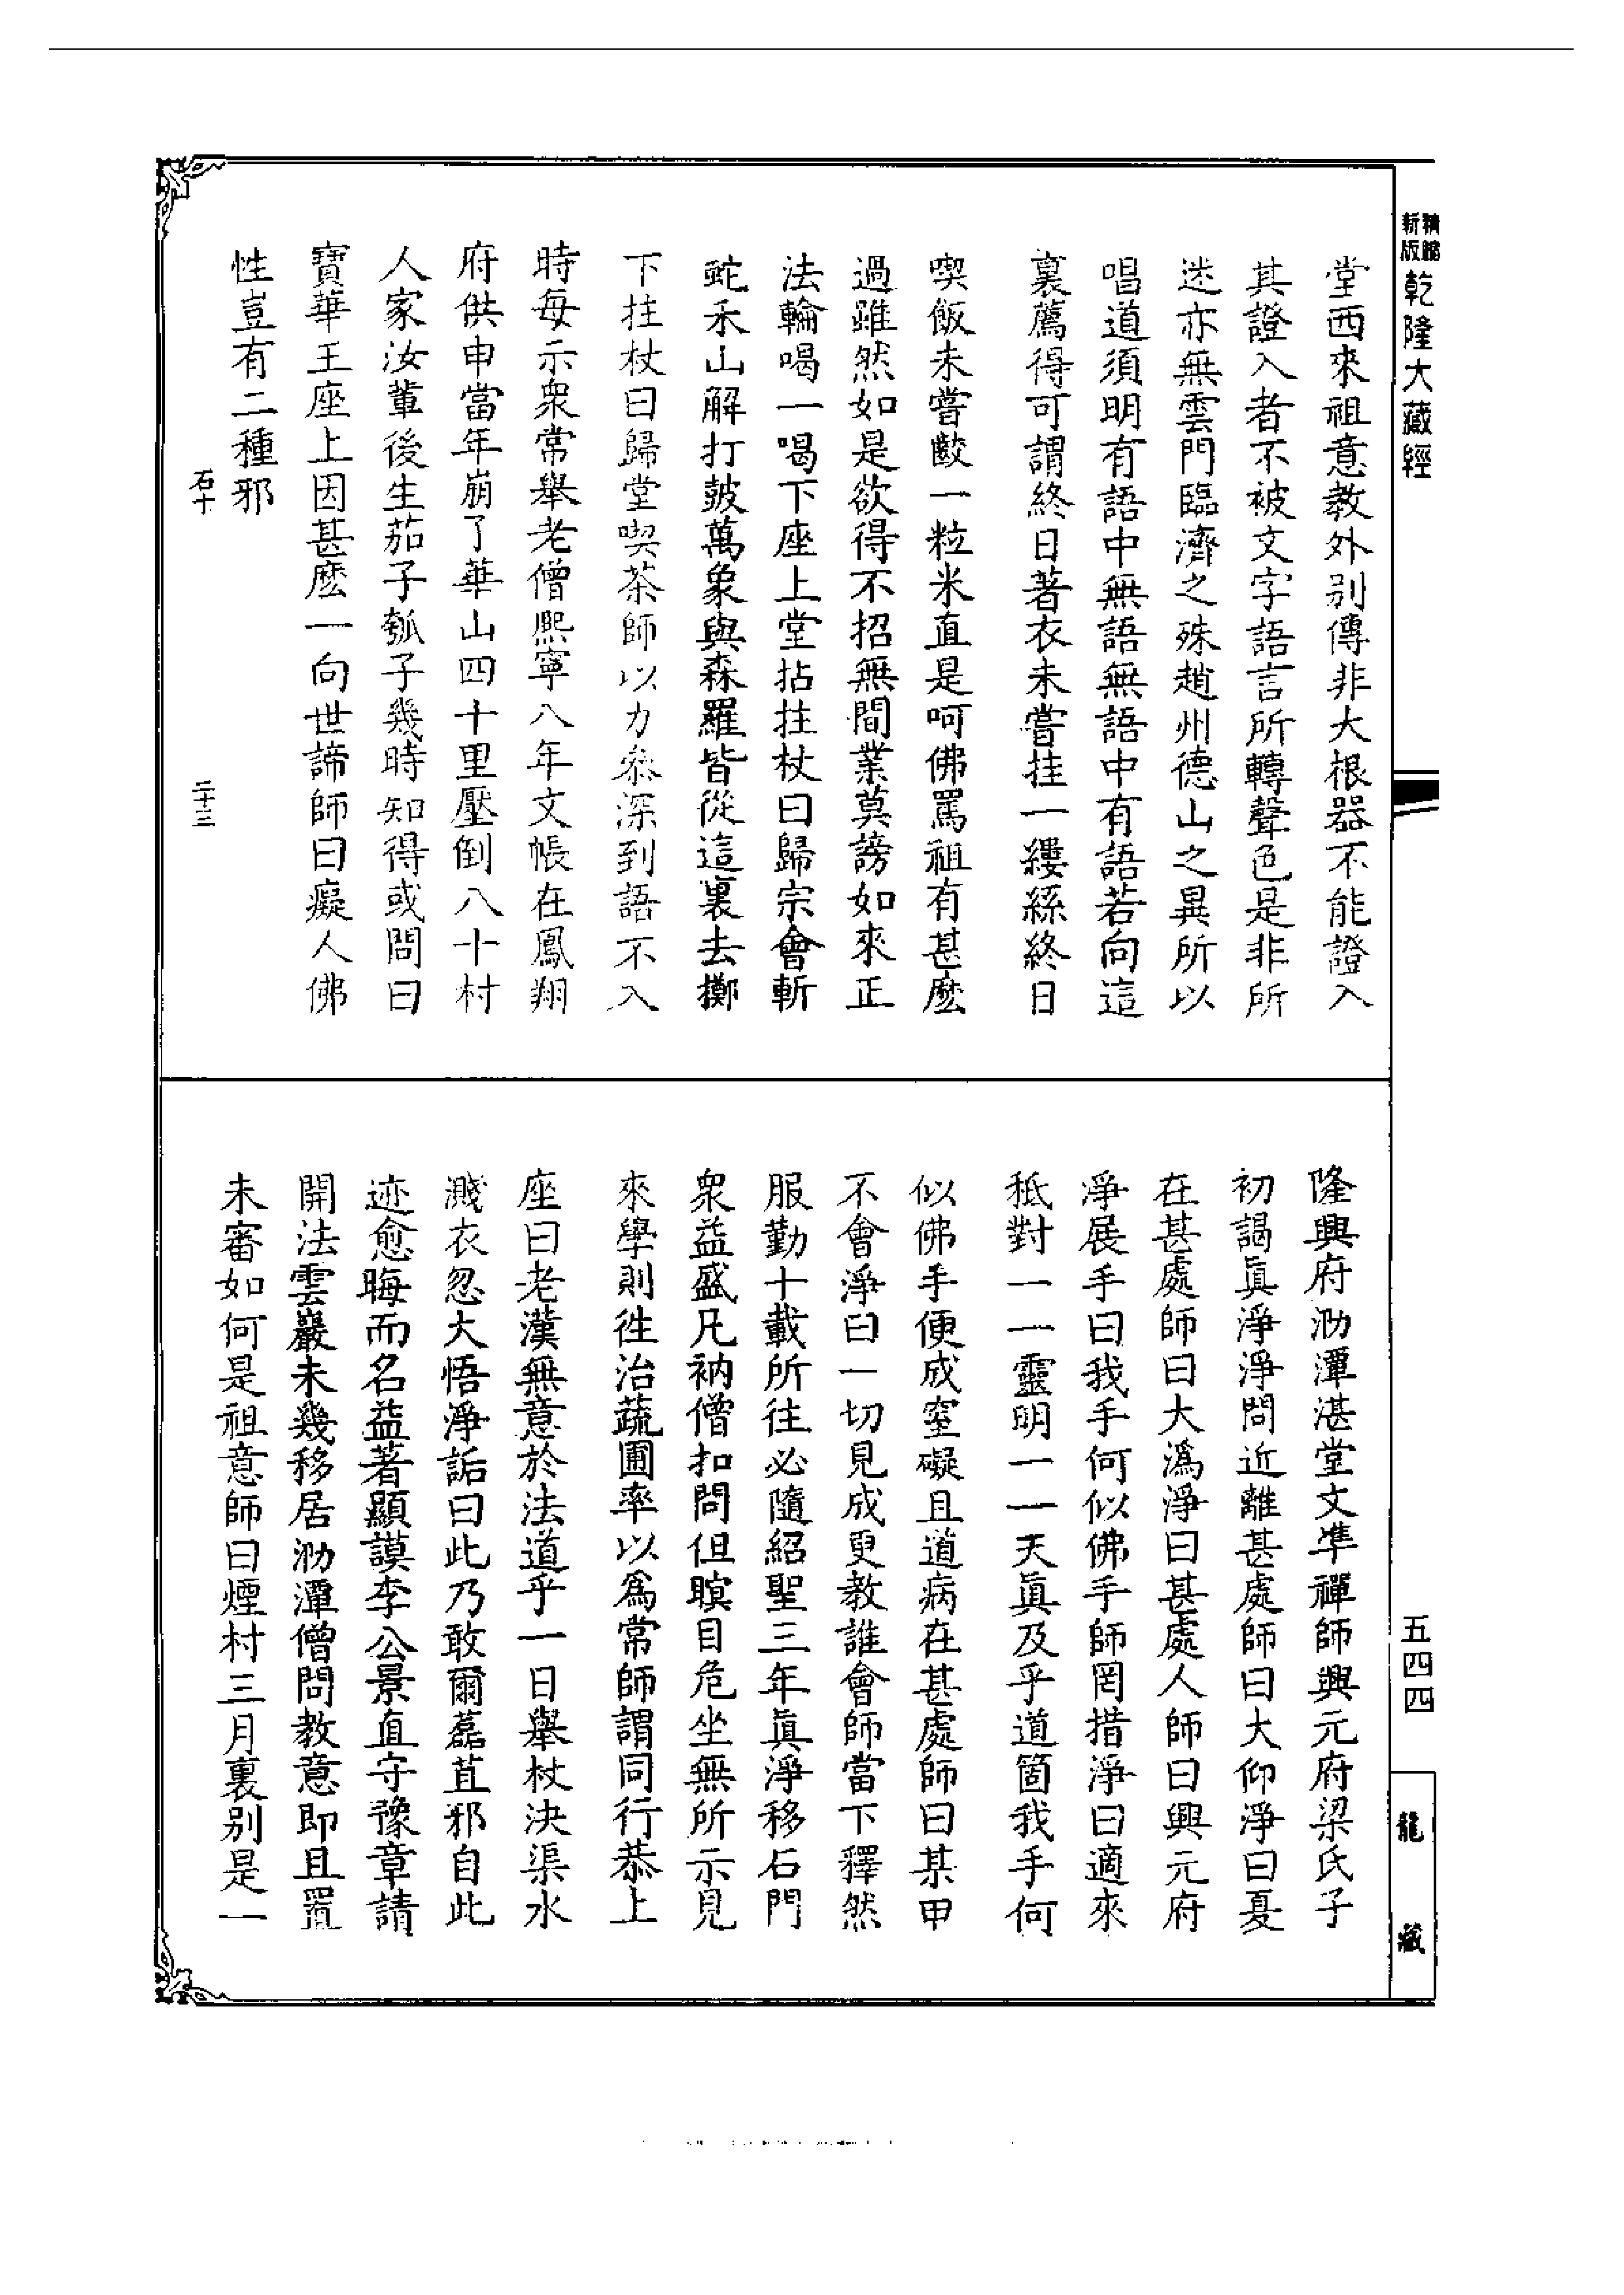 精縮新版乾隆大藏經
堂西來祖意教外別傳非大根器不能證入
其證入者不被文字語言所轉聲色是非所
迷亦無雲門臨濟之殊趙州德山之異所以
唱道須明有語中無語無語中有語若向這
裏薦得可謂終日著衣未嘗挂一縷絲終日
喫飯未嘗齩一粒米直是呵佛罵祖有甚麽
過雖然如是欲得不招無間業莫謗如來正
法輪喝一喝下座上堂拈拄杖曰歸宗會斬
蛇禾山解打皷萬象與森羅皆從這裏去擲
下拄杖曰歸堂喫茶師以力叅深到語不入
時每示衆常舉老僧熈寧八年文帳在鳳翔
府供申當年崩了華山四十里壓倒八十村
人家汝輩後生茄子瓠子幾時知得或問曰
寶華王座上因甚麽一向世諦師曰癡人佛
性豈有二種邪
石十
二十三
隆興府泐潭湛堂文凖禪師興元府梁氏子
初謁眞淨淨問近離甚處師曰大仰淨曰夏
在甚處師曰大潙淨曰甚處人師曰興元府
淨展手曰我手何似佛手師罔措淨曰適來
秖對一一靈明一一天眞及乎道箇我手何
似佛手便成窒礙且道病在甚處師曰某甲
不會淨曰一切見成更教誰會師當下釋然
服勤十載所往必隨紹聖三年眞淨移石門
衆益盛凡衲僧扣問但瞑目危坐無所示見
來學則往治蔬圃率以爲常師謂同行恭上
座曰老漢無意於法道乎一日舉杖決渠水
濺衣忽大悟淨詬曰此乃敢爾藞苴邪自此
迹愈晦而名益著顯謨李公景直守豫章請
開法雲巖未幾移居泐潭僧問教意即且置
未審如何是祖意師曰煙村三月裏別是一
五四四
龍藏